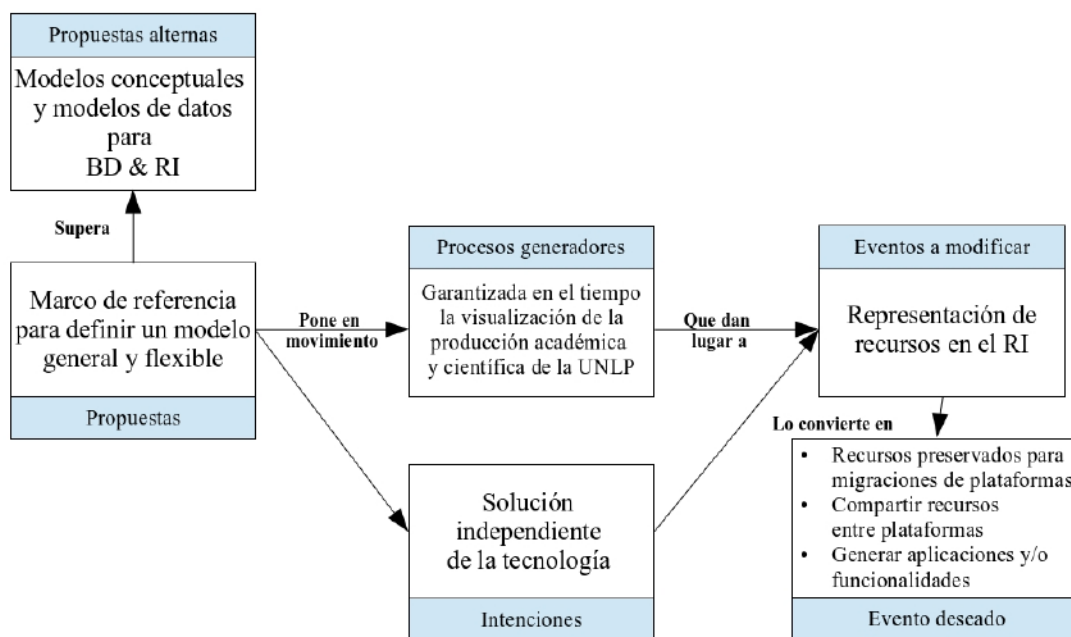 Propuestas alternas
Modelos conceptuales
y modelos de datos
para
BD & RI
Supera
Marco de referencia
para definir un modelo
general y flexible
Propuestas
Pone en
movimiento
Procesos generadores
Garantizada en el tiempo
la visualización de la
producción académica
y científica de la UNLP
Que dan
lugar a
Eventos a modificar
Representación de
recursos en el RI
Lo convierte en
• Recursos preservados para
migraciones de plataformas
• Compartir recursos
entre plataformas
• Generar aplicaciones y/o
funcionalidades
Evento deseado
Solución
independiente
de la tecnología
Intenciones